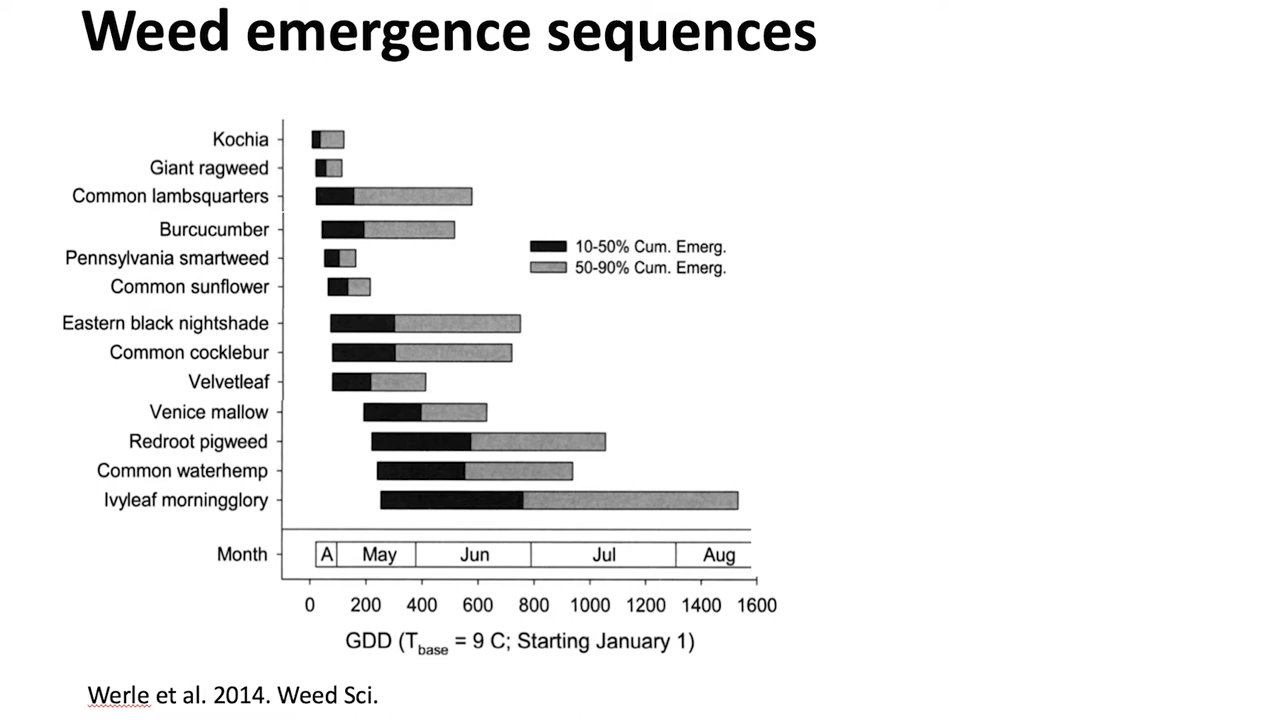 Weed emergence sequences
Kochia
Giant ragweed
Common lambsquarters
Burcucumber
Pennsylvania smartweed
Common sunflower
Eastern black nightshade
Common cocklebur
Velvetleaf
Venice mallow
Redroot pigweed
Common waterhemp
Ivyleaf morningglory
10-50% Cum. Emerg.
50-90% Cum. Emerg.
Month A May Jun Jul Aug
0 200 400 600 800 1000 1200 1400 1600
GDD (Tbase = 9 C; Starting January 1)
Werle et al. 2014. Weed Sci.